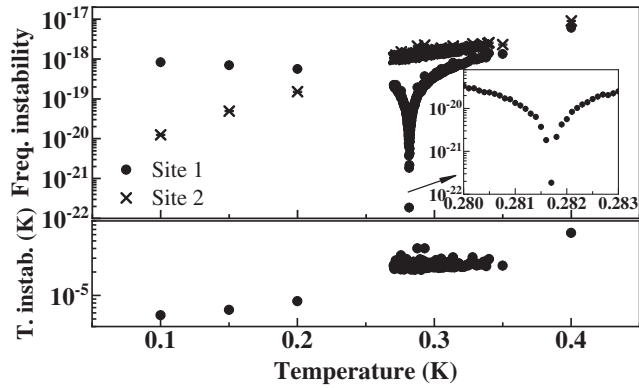 Freq. instability
10⁻¹⁷
10⁻¹⁸
10⁻¹⁹
10⁻²⁰
10⁻²¹
10⁻²²
Site 1
Site 2
10⁻²⁰
10⁻²¹
10⁻²²
0.280 0.281 0.282 0.283
T. instab. (K)
10⁻⁵
0.1 0.2 0.3 0.4
Temperature (K)